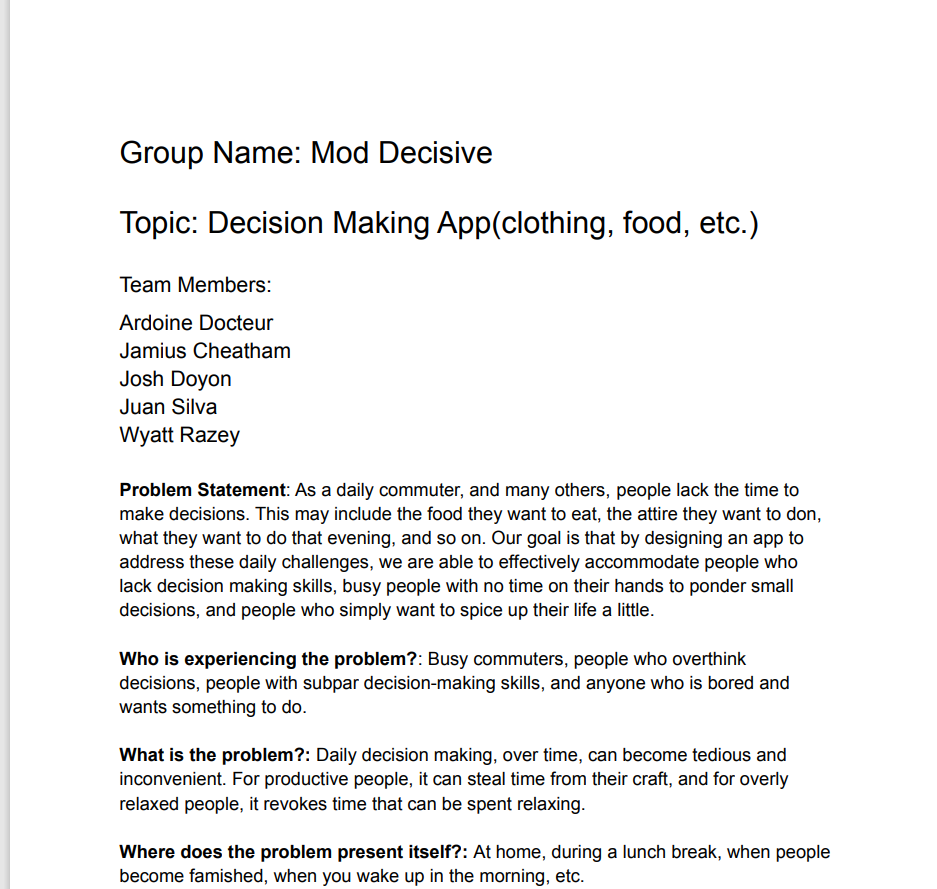 Group Name: Mod Decisive
Topic: Decision Making App(clothing, food, etc.)
Team Members:
Ardoine Docteur
Jamius Cheatham
Josh Doyon
Juan Silva
Wyatt Razey
Problem Statement: As a daily commuter, and many others, people lack the time to
make decisions. This may include the food they want to eat, the attire they want to don,
what they want to do that evening, and so on. Our goal is that by designing an app to
address these daily challenges, we are able to effectively accommodate people who
lack decision making skills, busy people with no time on their hands to ponder small
decisions, and people who simply want to spice up their life a little.
Who is experiencing the problem?: Busy commuters, people who overthink
decisions, people with subpar decision-making skills, and anyone who is bored and
wants something to do.
What is the problem?: Daily decision making, over time, can become tedious and
inconvenient. For productive people, it can steal time from their craft, and for overly
relaxed people, it revokes time that can be spent relaxing.
Where does the problem present itself?: At home, during a lunch break, when people
become famished, when you wake up in the morning, etc.